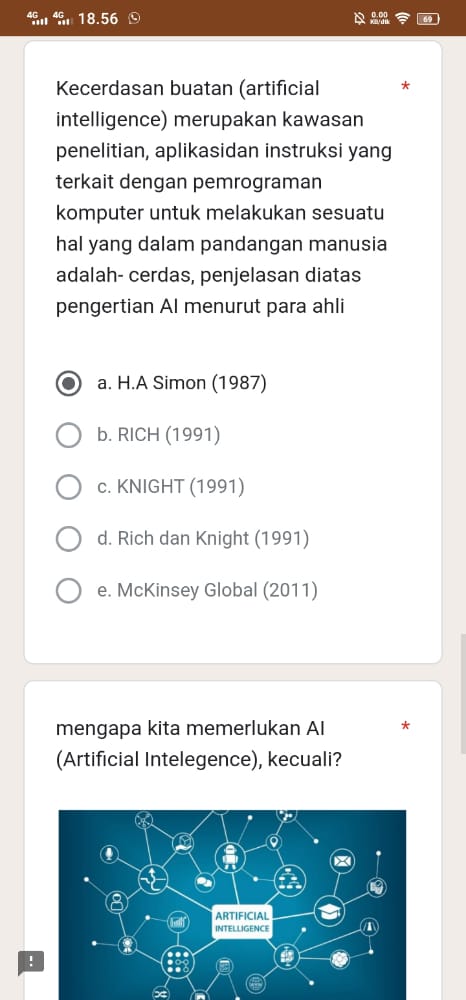 4G 4G 18.56 0.00 KB/dtk 69
Kecerdasan buatan (artificial *
intelligence) merupakan kawasan
penelitian, aplikasidan instruksi yang
terkait dengan pemrograman
komputer untuk melakukan sesuatu
hal yang dalam pandangan manusia
adalah- cerdas, penjelasan diatas
pengertian AI menurut para ahli
a. H.A Simon (1987)
b. RICH (1991)
c. KNIGHT (1991)
d. Rich dan Knight (1991)
e. McKinsey Global (2011)
mengapa kita memerlukan AI *
(Artificial Intelegence), kecuali?
ARTIFICIAL
INTELLIGENCE
!